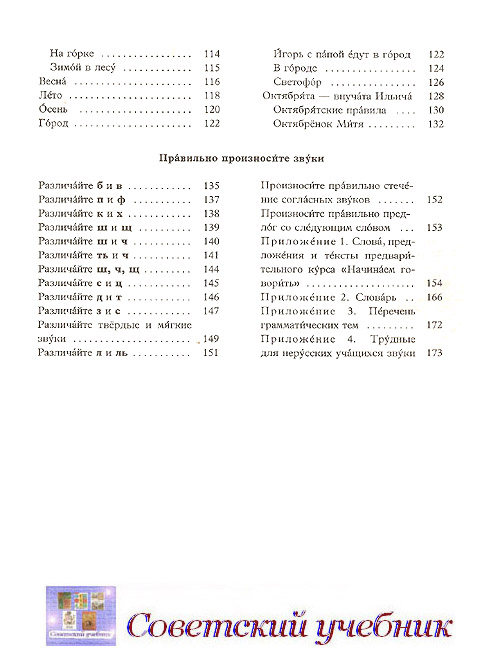 На го́рке ................ 114
Зимо́й в лесу́ ............... 115
Весна́ ..................... 116
Ле́то ...................... 118
О́сень ..................... 120
Го́род ..................... 122
И́горь с па́пой е́дут в го́род 122
В го́роде ................. 124
Светофо́р ................. 126
Октября́та — внуча́та Ильича́ 128
Октября́тские пра́вила .... 130
Октябрёнок Ми́тя ......... 132
Пра́вильно произноси́те зву́ки
Различа́йте б и в ........... 135
Различа́йте п и ф ........... 137
Различа́йте к и х ........... 138
Различа́йте ш и щ .......... 139
Различа́йте ш и ч .......... 140
Различа́йте ть и ч .......... 141
Различа́йте ш, ч, щ ........ 144
Различа́йте с и ц ........... 145
Различа́йте д и т ........... 146
Различа́йте з и с ........... 147
Различа́йте твёрдые и мя́гкие
зву́ки ...................... 149
Различа́йте л и ль .......... 151
Произноси́те пра́вильно стече́-
ние согла́сных зву́ков ....... 152
Произноси́те пра́вильно пред-
ло́г со сле́дующим сло́вом ... 153
Приложе́ние 1. Слова́, пред-
ложе́ния и те́ксты предвари́-
тельного ку́рса «Начина́ем го-
вори́ть» .................. 154
Приложе́ние 2. Слова́рь .. 166
Приложе́ние 3. Пе́речень
граммати́ческих тем ......... 172
Приложе́ние 4. Тру́дные
для неру́сских уча́щихся зву́ки 173
Советский учебник
Советский учебник